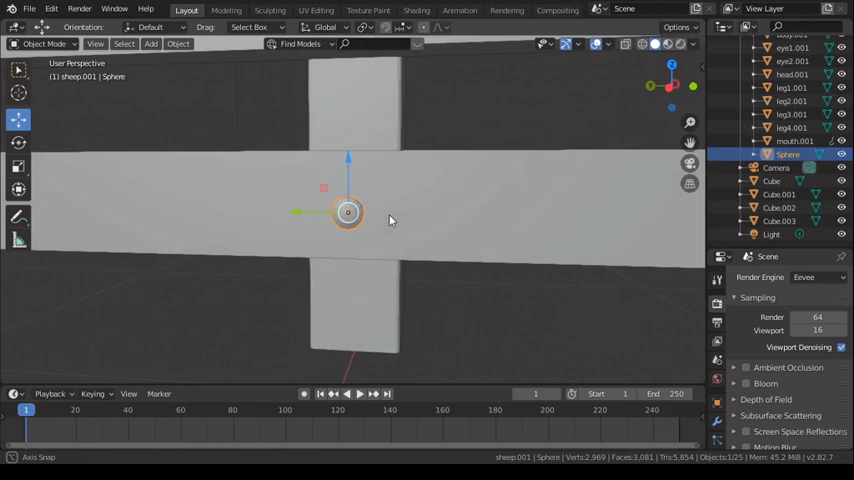 File Edit Render Window Help Layout Modeling Sculpting UV Editing Texture Paint Shading Animation Rendering Compositing Scene View Layer
Orientation: Default Drag: Select Box Global Options
Object Mode View Select Add Object Find Models
User Perspective
(1) sheep.001 | Sphere
Z
Y
X
eye1.001
eye2.001
head.001
leg1.001
leg2.001
leg3.001
leg4.001
mouth.001
Sphere
Camera
Cube
Cube.001
Cube.002
Cube.003
Light
Scene
Render Engine Eevee
Sampling
Render 64
Viewport 16
Viewport Denoising
Ambient Occlusion
Bloom
Depth of Field
Subsurface Scattering
Screen Space Reflections
Motion Blur
Playback Keying View Marker 1 Start 1 End 250
1 20 40 60 80 100 120 140 160 180 200 220 240
Axis Snap sheep.001 | Sphere | Verts:2,969 | Faces:3,081 | Tris:5,854 | Objects:1/25 | Mem: 45.2 MiB | v2.82.7